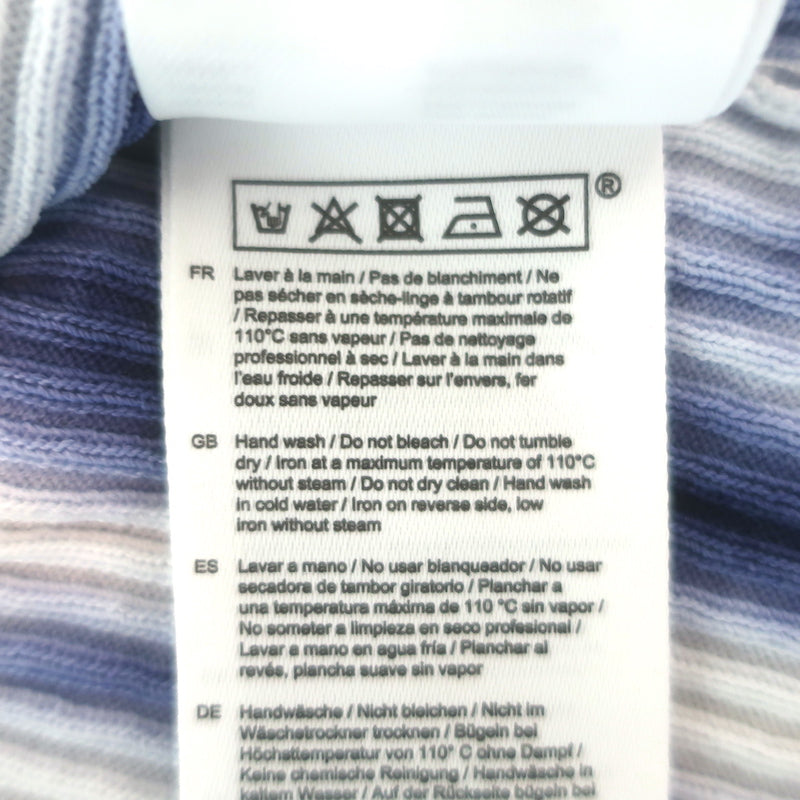 ®
FR Laver à la main / Pas de blanchiment / Ne
pas sécher en sèche-linge à tambour rotatif
/ Repasser à une température maximale de
110°C sans vapeur / Pas de nettoyage
professionnel à sec / Laver à la main dans
l'eau froide / Repasser sur l'envers, fer
doux sans vapeur
GB Hand wash / Do not bleach / Do not tumble
dry / Iron at a maximum temperature of 110°C
without steam / Do not dry clean / Hand wash
in cold water / Iron on reverse side, low
iron without steam
ES Lavar a mano / No usar blanqueador / No usar
secadora de tambor giratorio / Planchar a
una temperatura máxima de 110 °C sin vapor /
No someter a limpieza en seco profesional /
Lavar a mano en agua fría / Planchar al
revés, plancha suave sin vapor
DE Handwäsche / Nicht bleichen / Nicht im
Wäschetrockner trocknen / Bügeln bei
Höchsttemperatur von 110° C ohne Dampf /
Keine chemische Reinigung / Handwäsche in
kaltem Wasser / Auf der Rückseite bügeln bei